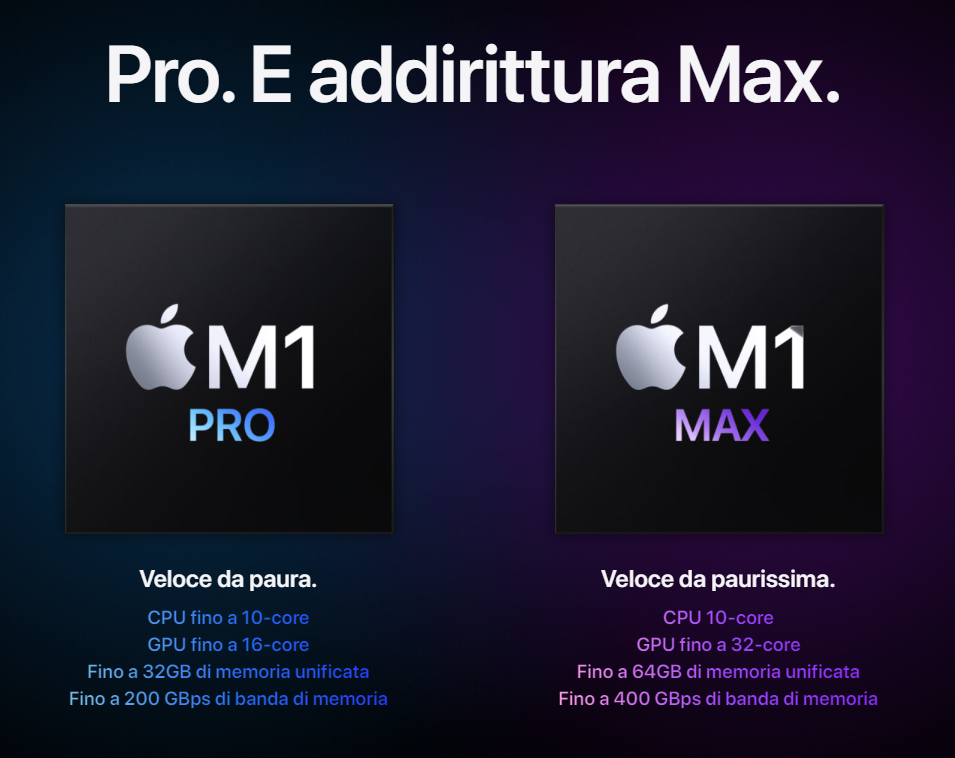 Pro. E addirittura Max.
M1
PRO
M1
MAX
Veloce da paura.
CPU fino a 10-core
GPU fino a 16-core
Fino a 32GB di memoria unificata
Fino a 200 GBps di banda di memoria
Veloce da paurissima.
CPU 10-core
GPU fino a 32-core
Fino a 64GB di memoria unificata
Fino a 400 GBps di banda di memoria